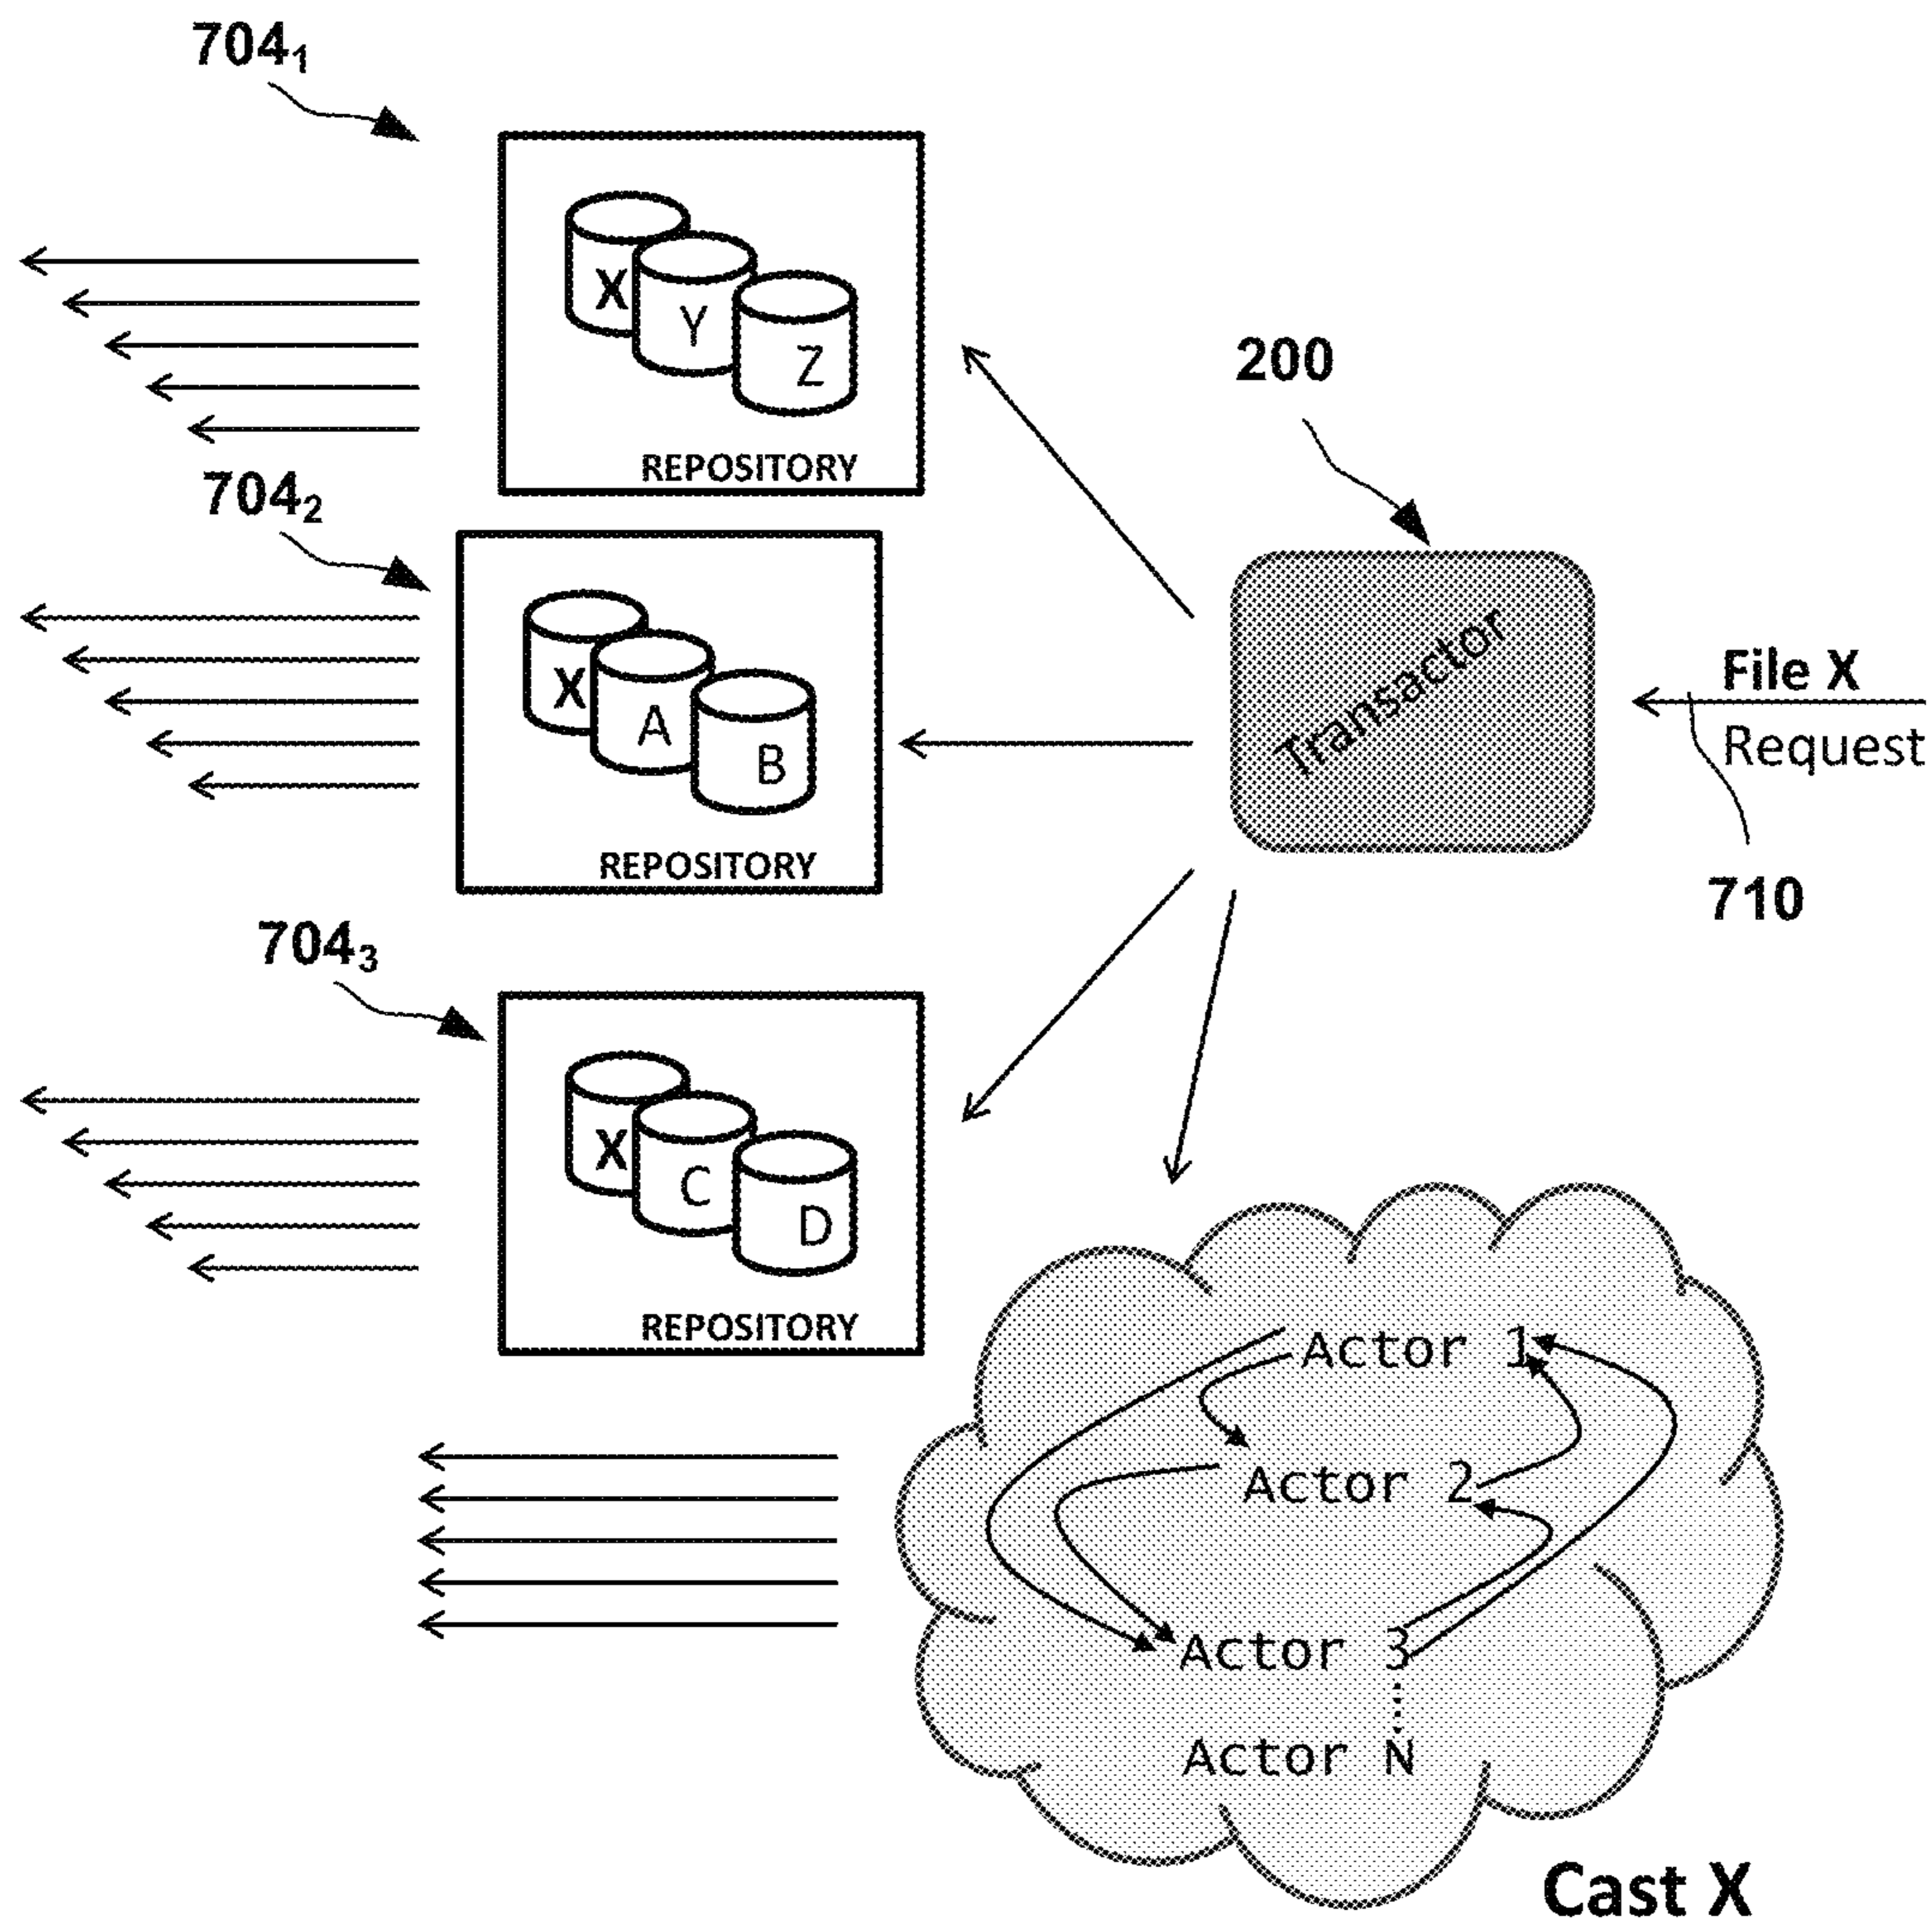 704₁
X
Y
Z
REPOSITORY
200
704₂
X
A
B
REPOSITORY
Transactor
File X
Request
710
704₃
X
C
D
REPOSITORY
Actor 1
Actor 2
Actor 3
Actor N
Cast X